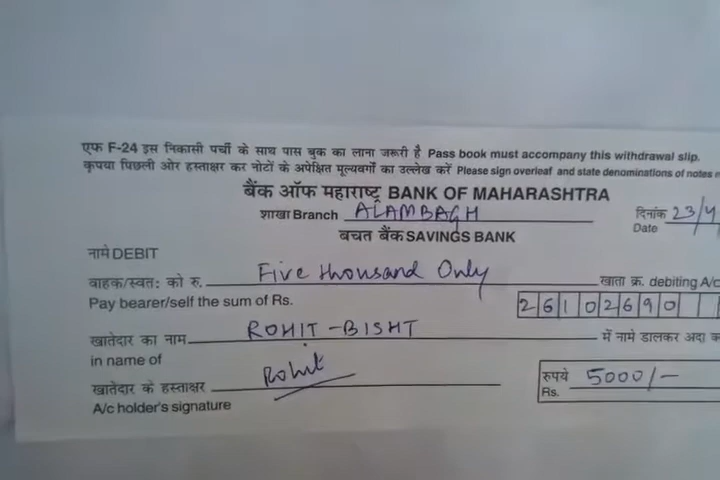 एफ F-24 इस निकासी पर्ची के साथ पास बुक का लाना जरूरी है Pass book must accompany this withdrawal slip.
कृपया पिछली ओर हस्ताक्षर कर नोटों के अपेक्षित मूल्यवर्गों का उल्लेख करें Please sign overleaf and state denominations of notes
बैंक ऑफ महाराष्ट्र BANK OF MAHARASHTRA
शाखा Branch ALAMBAGH
दिनांक 23/4
Date
बचत बैंक SAVINGS BANK
नामे DEBIT
वाहक/स्वतः को रु. Five thousand Only खाता क्र. debiting A/c
Pay bearer/self the sum of Rs. 26102690
खातेदार का नाम ROHIT-BISHT में नामे डालकर अदा
in name of
खातेदार के हस्ताक्षर Rohit
A/c holder's signature
रुपये 5000/-
Rs.